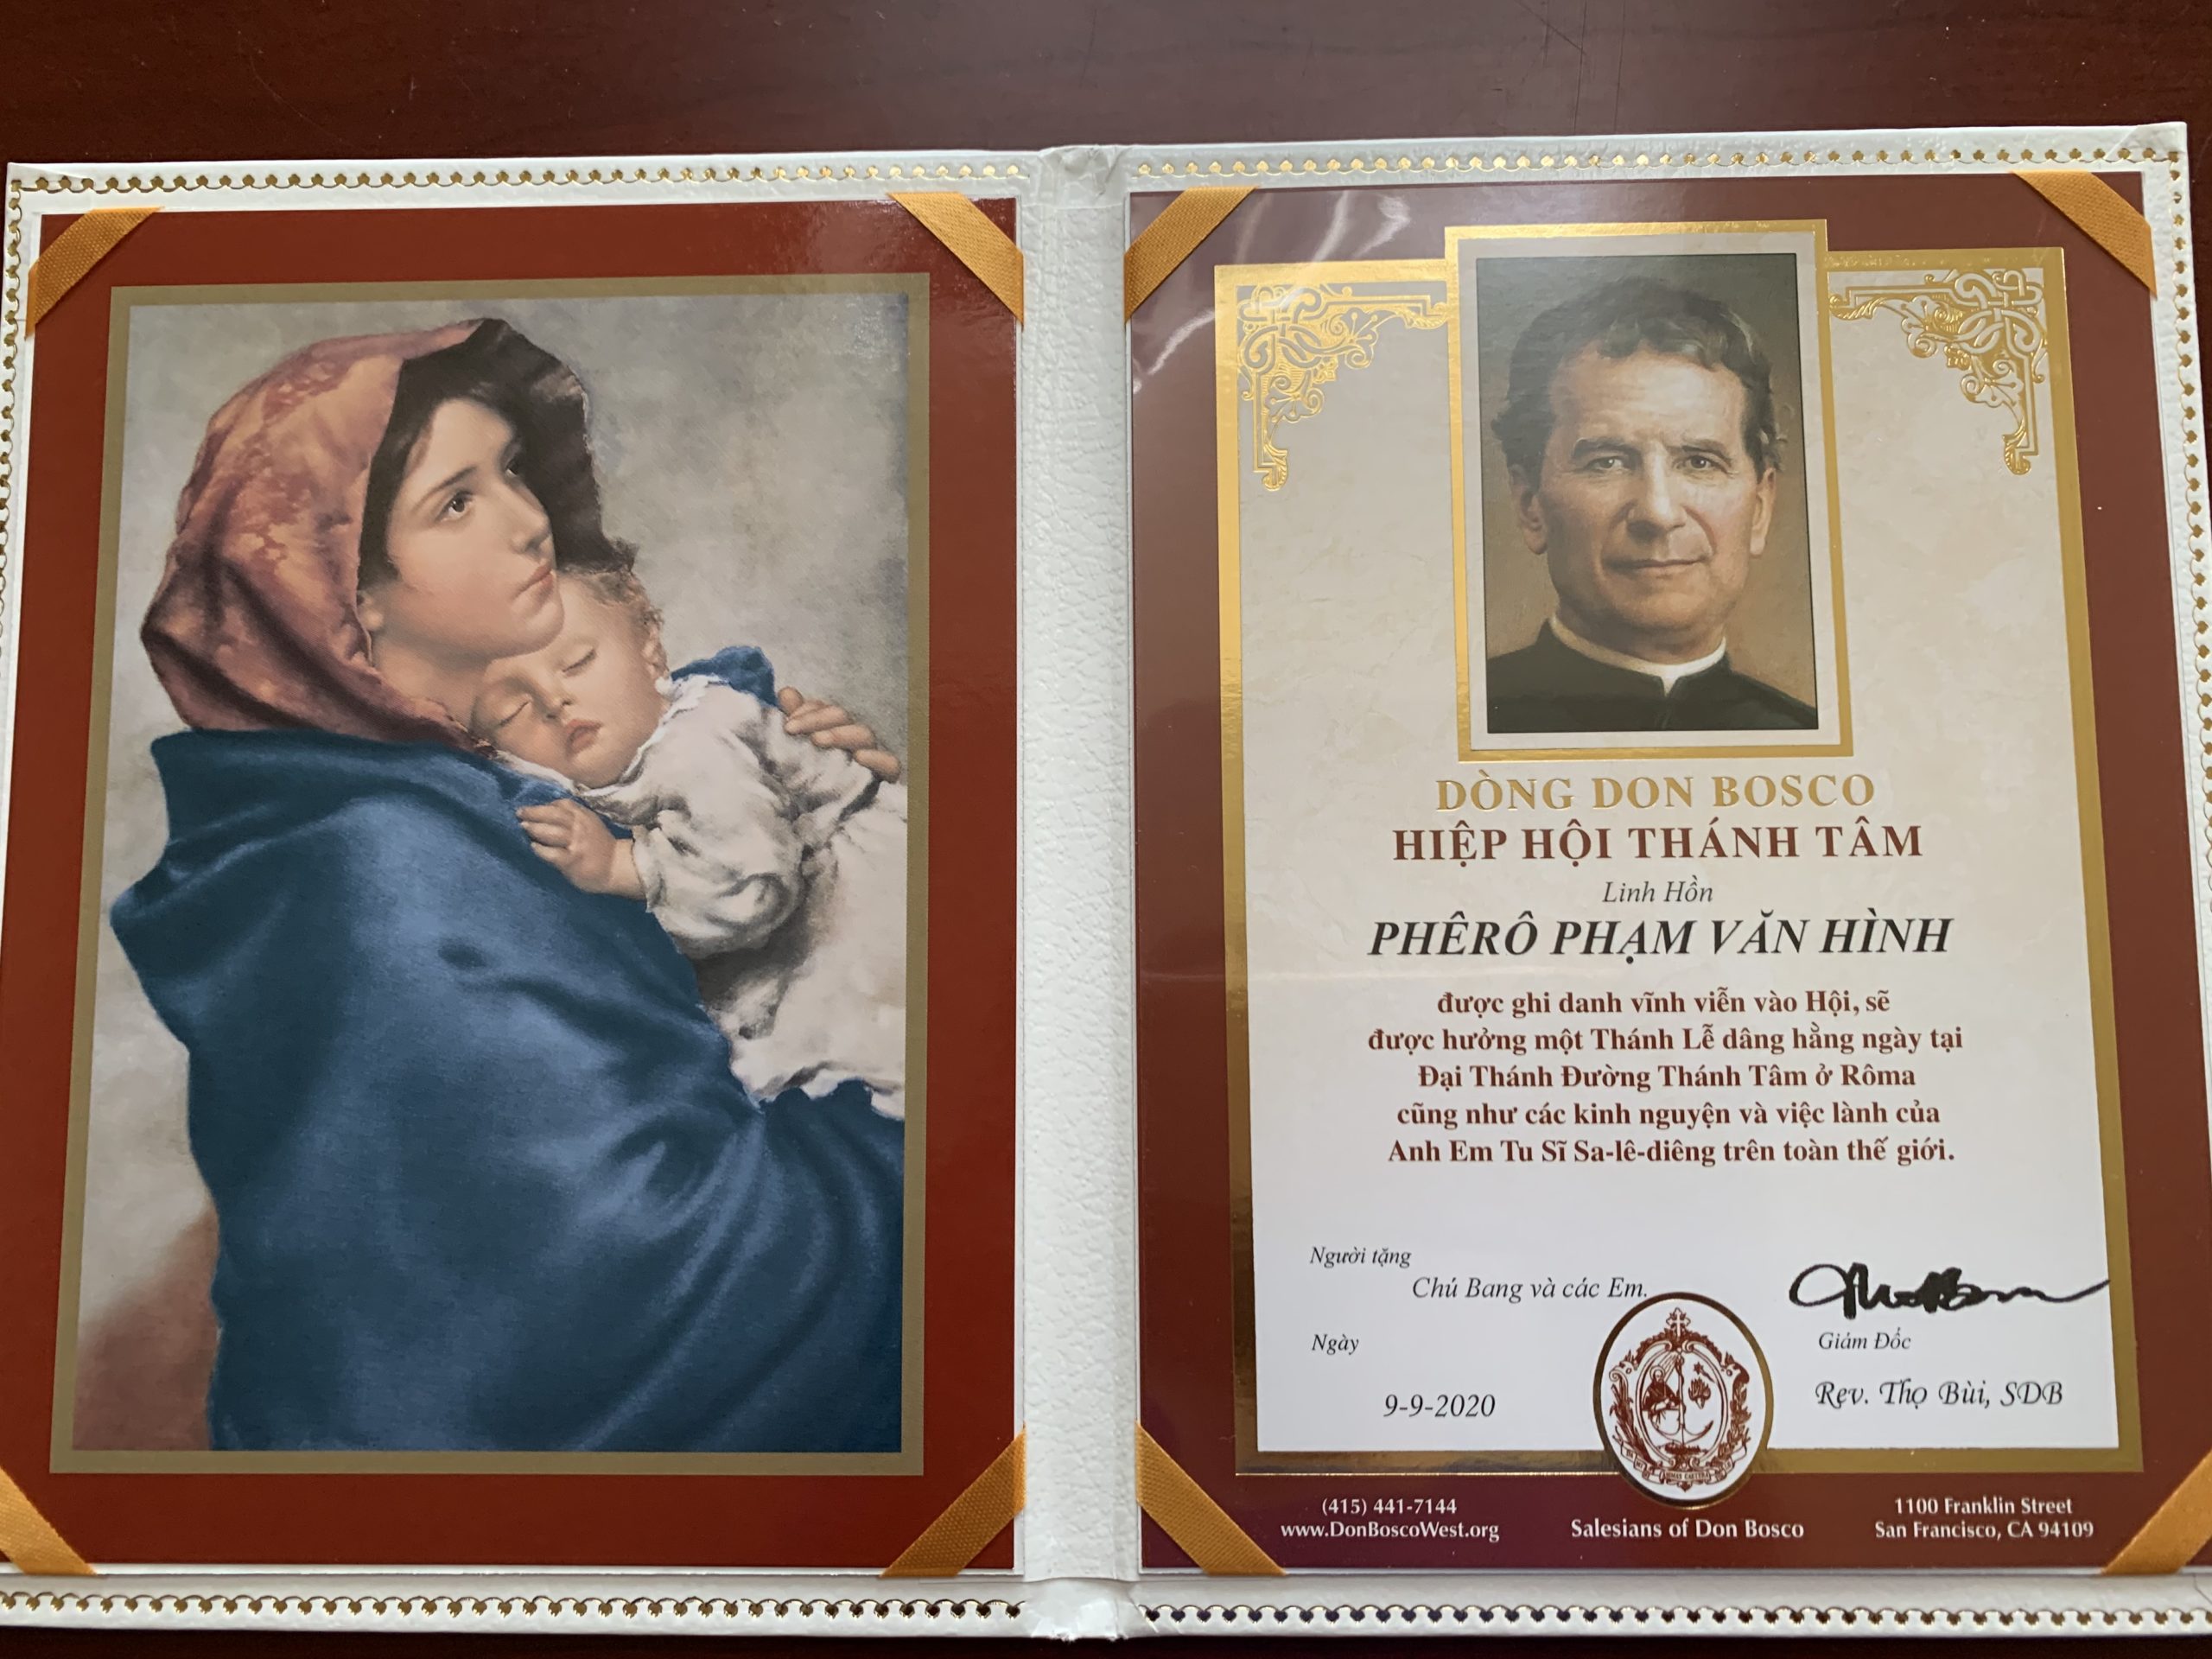 DÒNG DON BOSCO
HIỆP HỘI THÁNH TÂM
Linh Hồn
PHÊRÔ PHẠM VĂN HÌNH
được ghi danh vĩnh viễn vào Hội, sẽ
được hưởng một Thánh Lễ dâng hằng ngày tại
Đại Thánh Đường Thánh Tâm ở Rôma
cũng như các kinh nguyện và việc lành của
Anh Em Tu Sĩ Sa-lê-diêng trên toàn thế giới.
Người tặng
Chú Bang và các Em.
Ngày
9-9-2020
Giám Đốc
Rev. Thọ Bùi, SDB
(415) 441-7144
www.DonBoscoWest.org
Salesians of Don Bosco
1100 Franklin Street
San Francisco, CA 94109